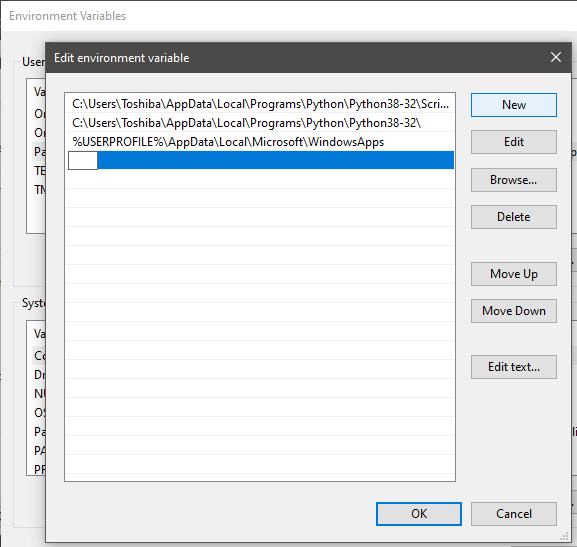 Environment Variables
Edit environment variable
User
Va
On
On
Pa
TE
TM
C:\Users\Toshiba\AppData\Local\Programs\Python\Python38-32\Scri...
C:\Users\Toshiba\AppData\Local\Programs\Python\Python38-32\
%USERPROFILE%\AppData\Local\Microsoft\WindowsApps
New
Edit
Browse...
Delete
Move Up
Move Down
Edit text...
Syste
Va
Co
Dr
NU
OS
Pa
PA
PR
OK
Cancel